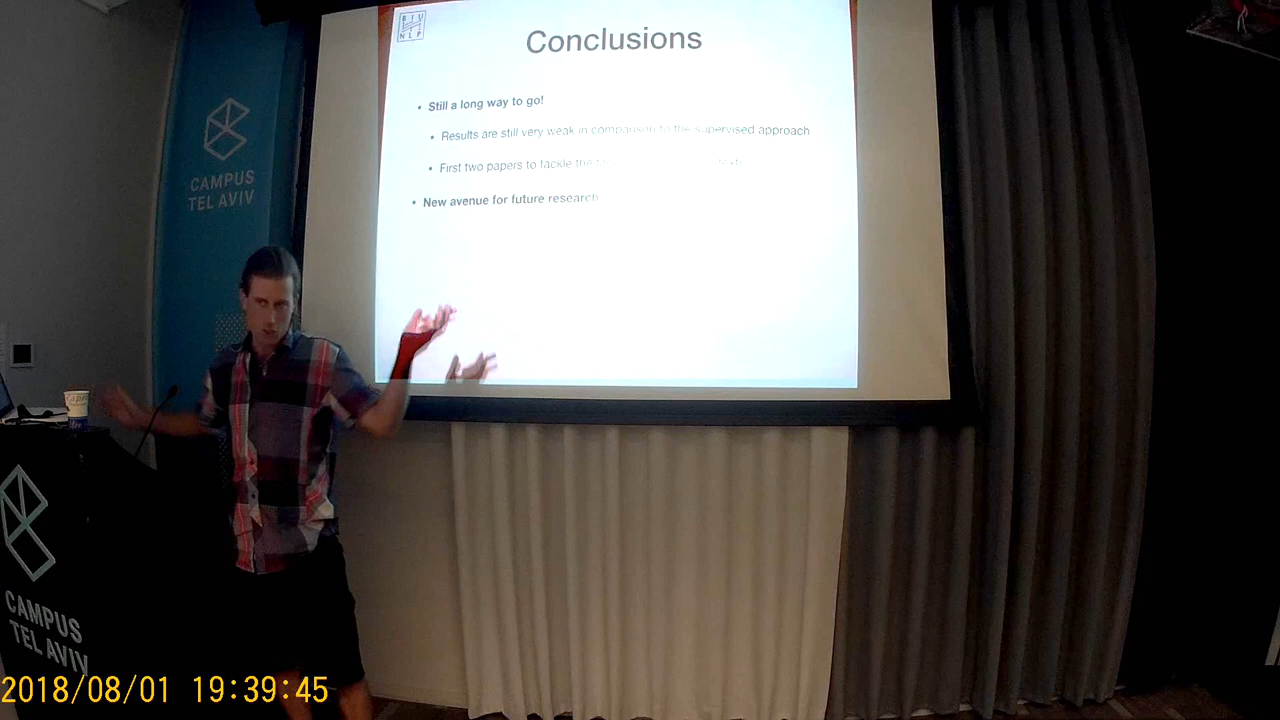 BIU
NLP
Conclusions
Still a long way to go!
Results are still very weak in comparison to the supervised approach
First two papers to tackle the
New avenue for future research
CAMPUS
TEL AVIV
CAMPUS
TEL AVIV
2018/08/01 19:39:45